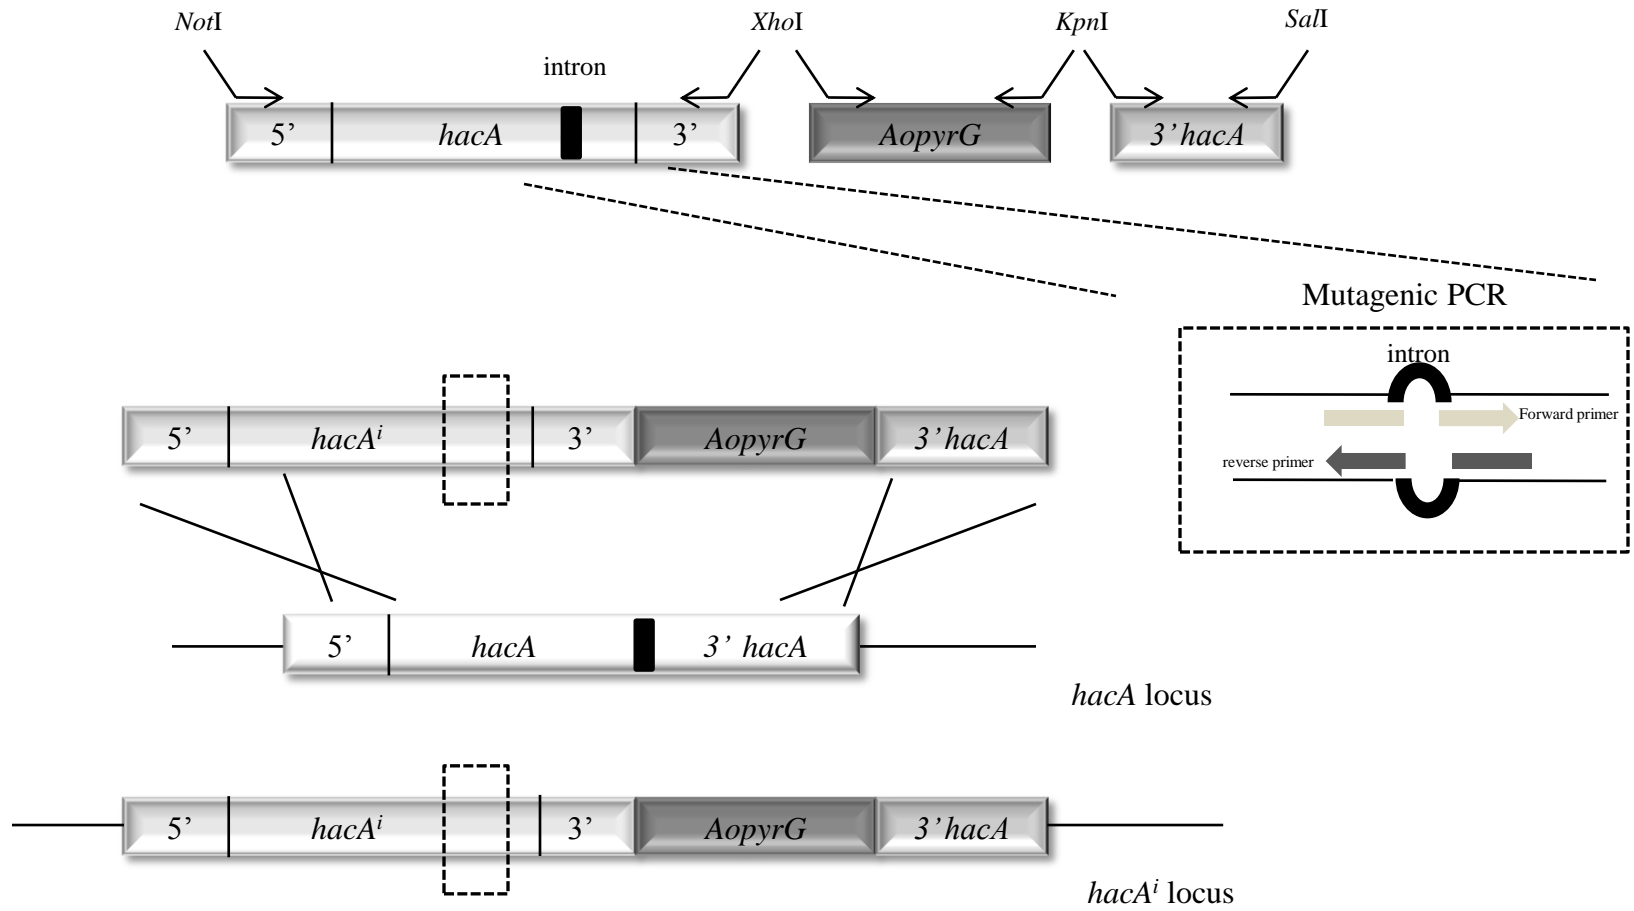 NotI XhoI KpnI SalI
intron
5’ hacA 3’ AopyrG 3’ hacA
Mutagenic PCR
intron
Forward primer
reverse primer
5’ hacAⁱ 3’ AopyrG 3’ hacA
5’ hacA 3’ hacA
hacA locus
5’ hacAⁱ 3’ AopyrG 3’ hacA
hacAⁱ locus